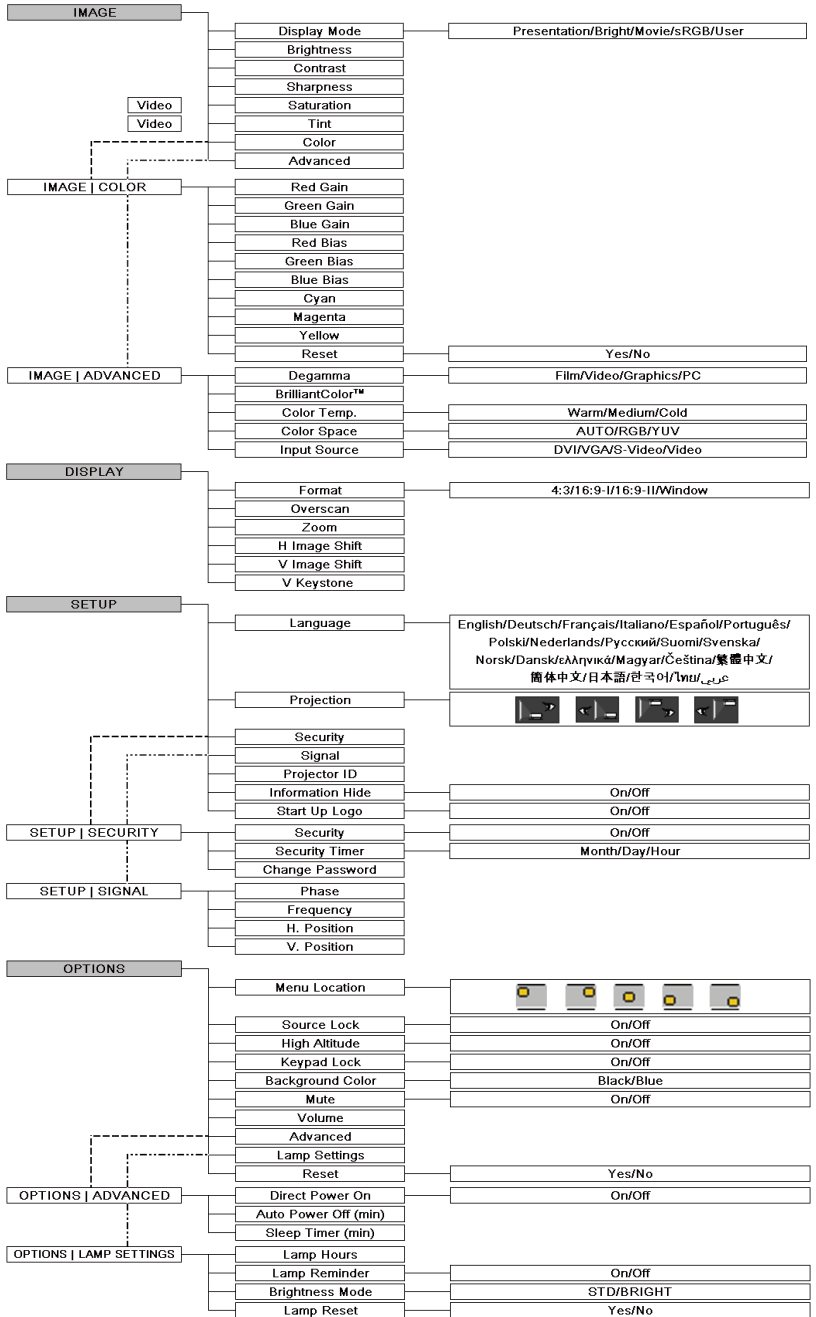 IMAGE
Display Mode Presentation/Bright/Movie/sRGB/User
Brightness
Contrast
Sharpness
Video Saturation
Video Tint
Color
Advanced
IMAGE | COLOR Red Gain
Green Gain
Blue Gain
Red Bias
Green Bias
Blue Bias
Cyan
Magenta
Yellow
Reset Yes/No
IMAGE | ADVANCED Degamma Film/Video/Graphics/PC
BrilliantColor™
Color Temp. Warm/Medium/Cold
Color Space AUTO/RGB/YUV
Input Source DVI/VGA/S-Video/Video
DISPLAY
Format 4:3/16:9-I/16:9-II/Window
Overscan
Zoom
H Image Shift
V Image Shift
V Keystone
SETUP
Language English/Deutsch/Français/Italiano/Español/Português/
Polski/Nederlands/Русский/Suomi/Svenska/
Norsk/Dansk/ελληνικά/Magyar/Čeština/繁體中文/
簡体中文/日本語/한국어/ไทย/عربي
Projection
Security
Signal
Projector ID
Information Hide On/Off
Start Up Logo On/Off
SETUP | SECURITY Security On/Off
Security Timer Month/Day/Hour
Change Password
SETUP | SIGNAL Phase
Frequency
H. Position
V. Position
OPTIONS
Menu Location
Source Lock On/Off
High Altitude On/Off
Keypad Lock On/Off
Background Color Black/Blue
Mute On/Off
Volume
Advanced
Lamp Settings
Reset Yes/No
OPTIONS | ADVANCED Direct Power On On/Off
Auto Power Off (min)
Sleep Timer (min)
OPTIONS | LAMP SETTINGS Lamp Hours
Lamp Reminder On/Off
Brightness Mode STD/BRIGHT
Lamp Reset Yes/No